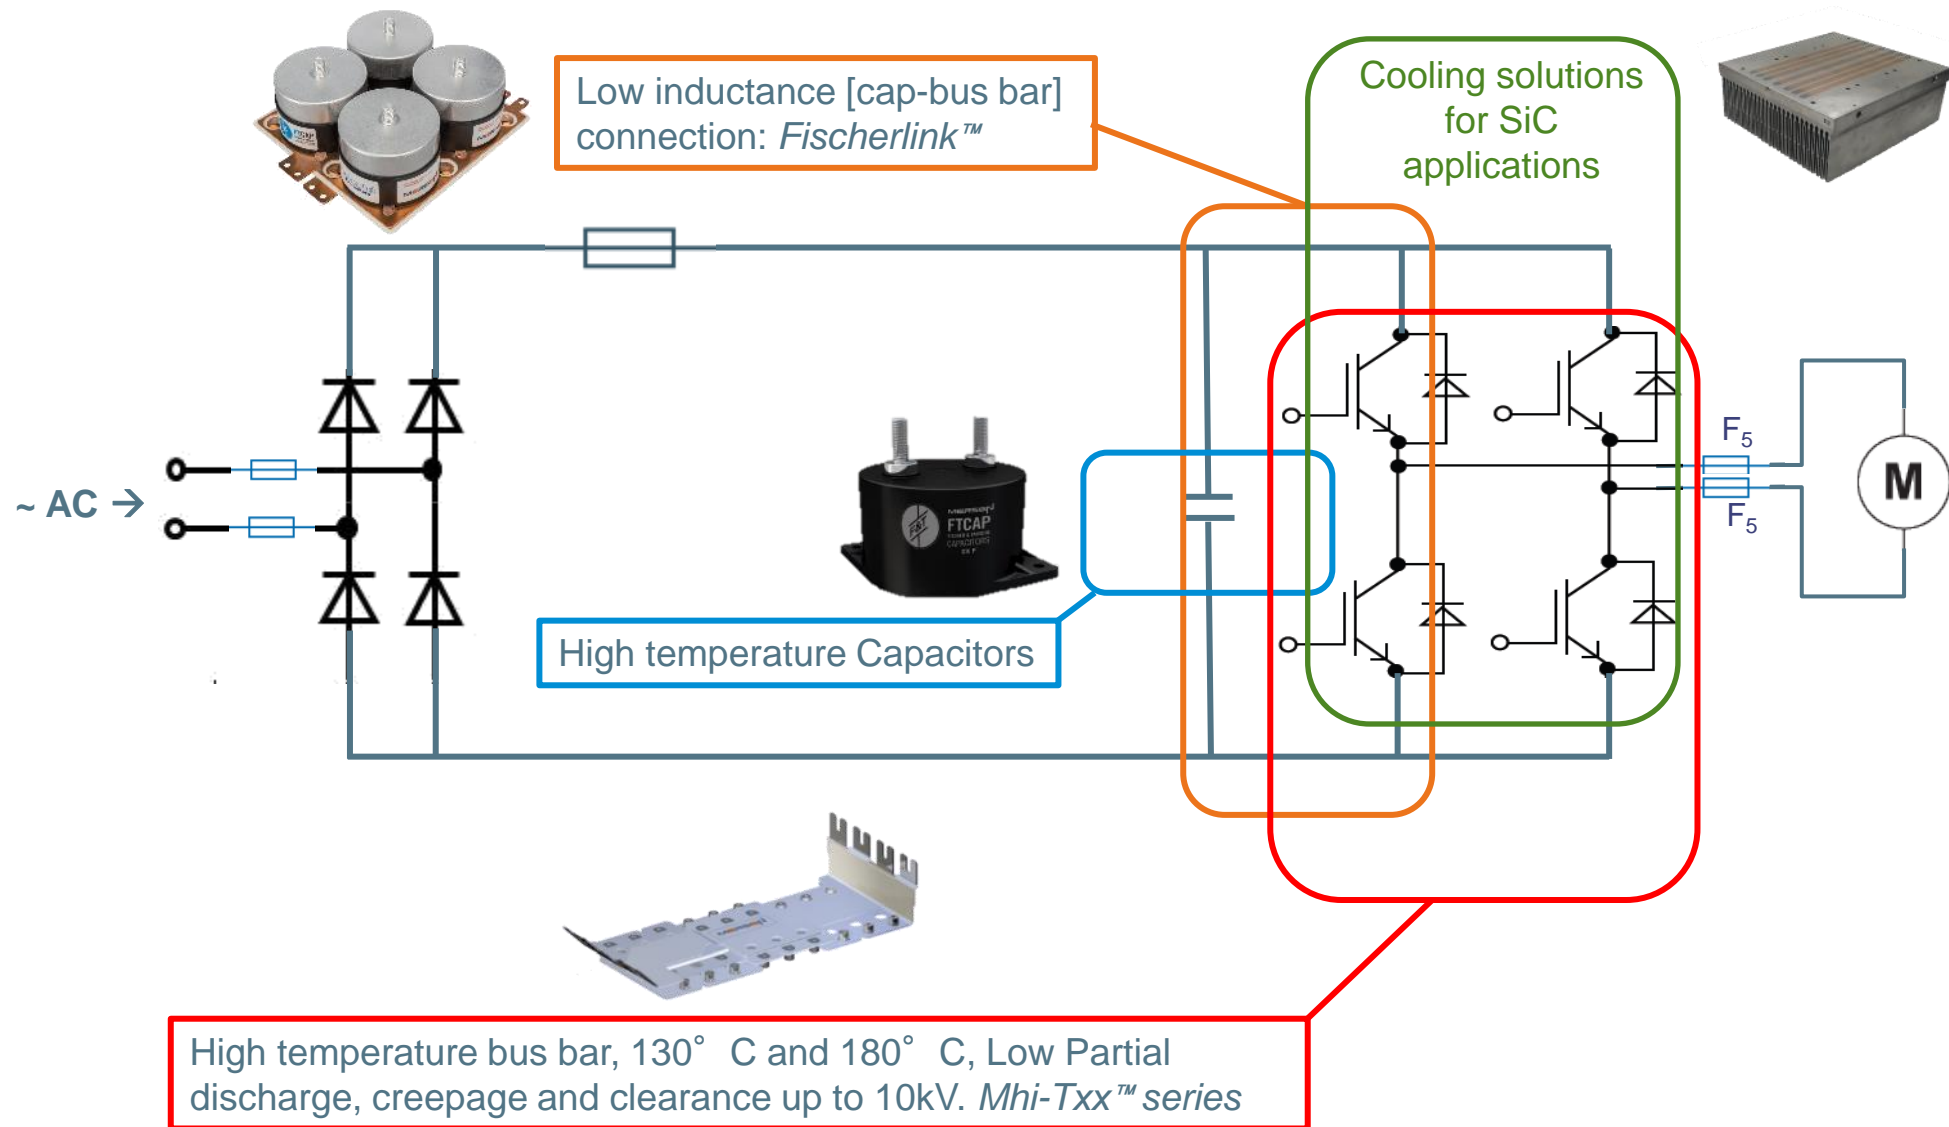 Low inductance [cap-bus bar]
connection: Fischerlink™
Cooling solutions
for SiC
applications
~ AC →
F5
F5
M
FTCAP
CAPACITORS
High temperature Capacitors
High temperature bus bar, 130° C and 180° C, Low Partial
discharge, creepage and clearance up to 10kV. Mhi-Txx™ series